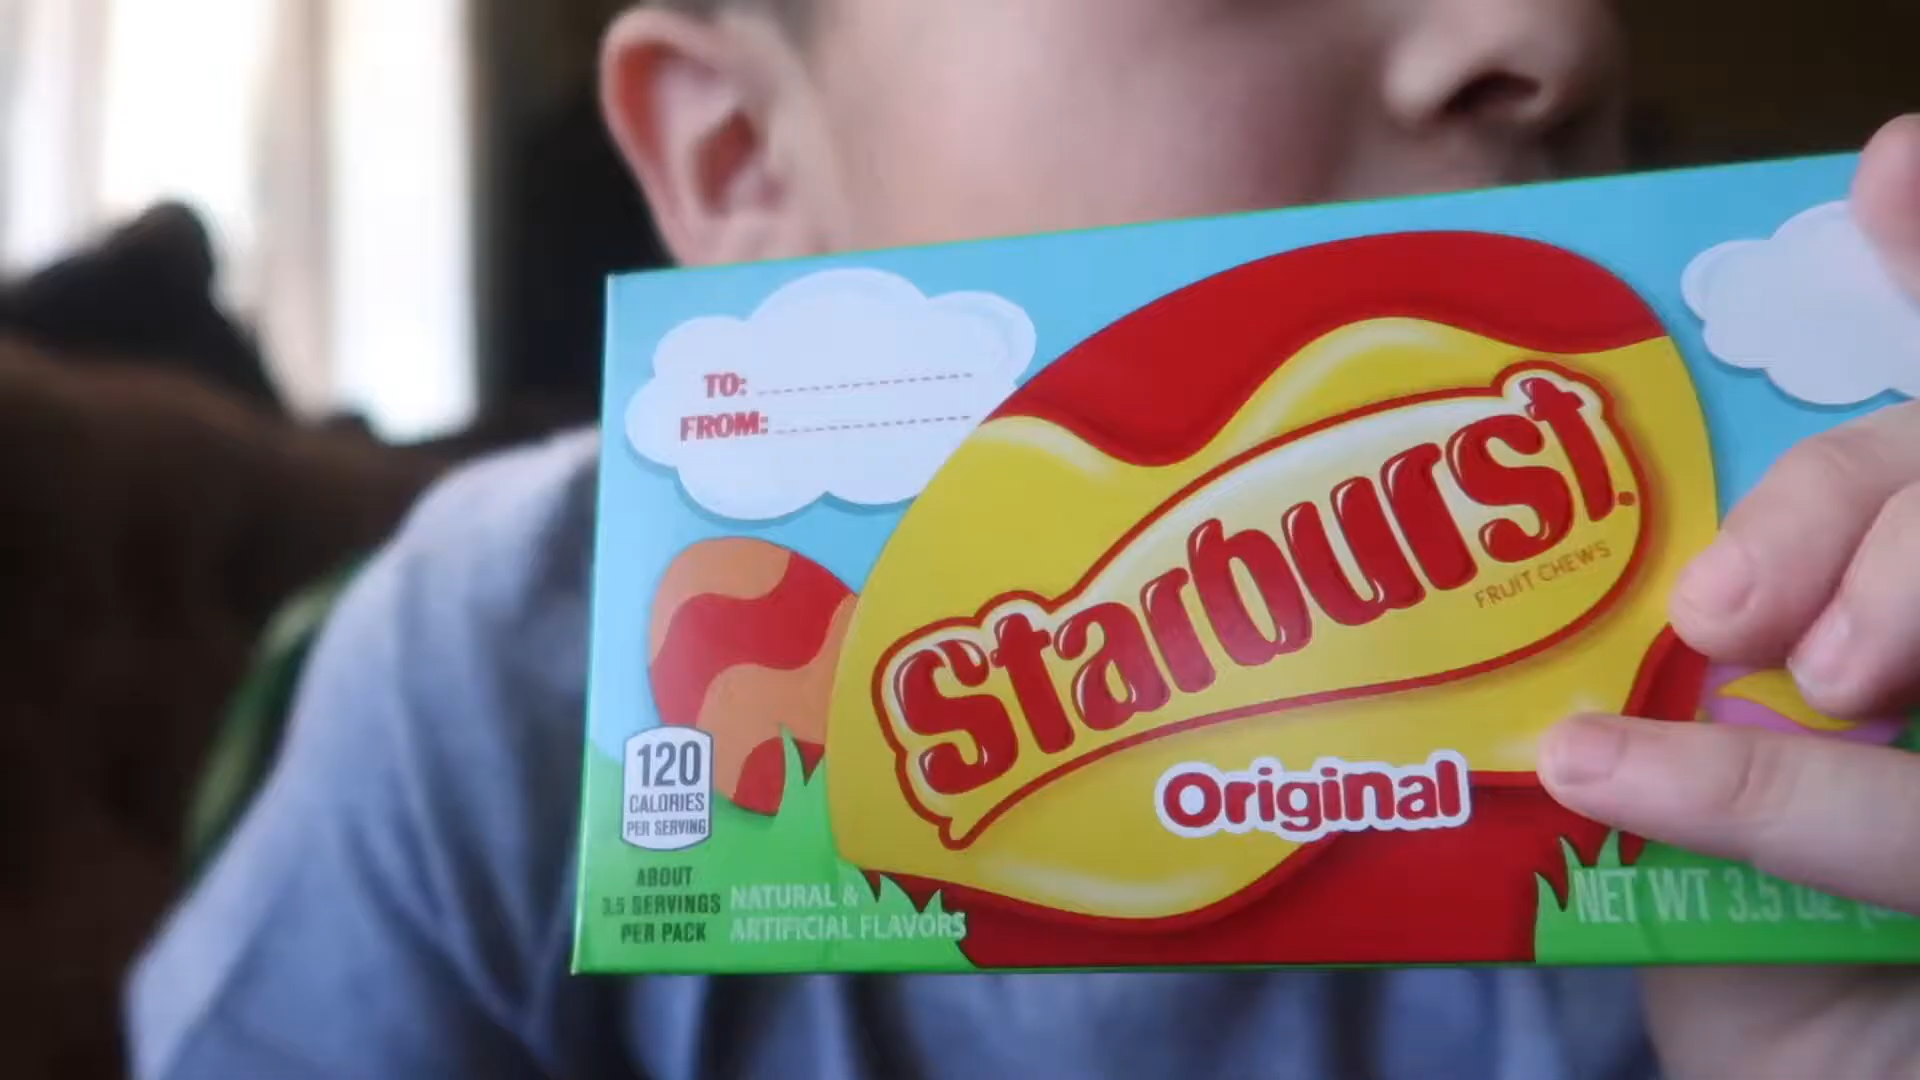 TO:
FROM:
Starburst
FRUIT CHEWS
Original
120
CALORIES
PER SERVING
ABOUT
3.5 SERVINGS
PER PACK
NATURAL &
ARTIFICIAL FLAVORS
NET WT 3.5 OZ